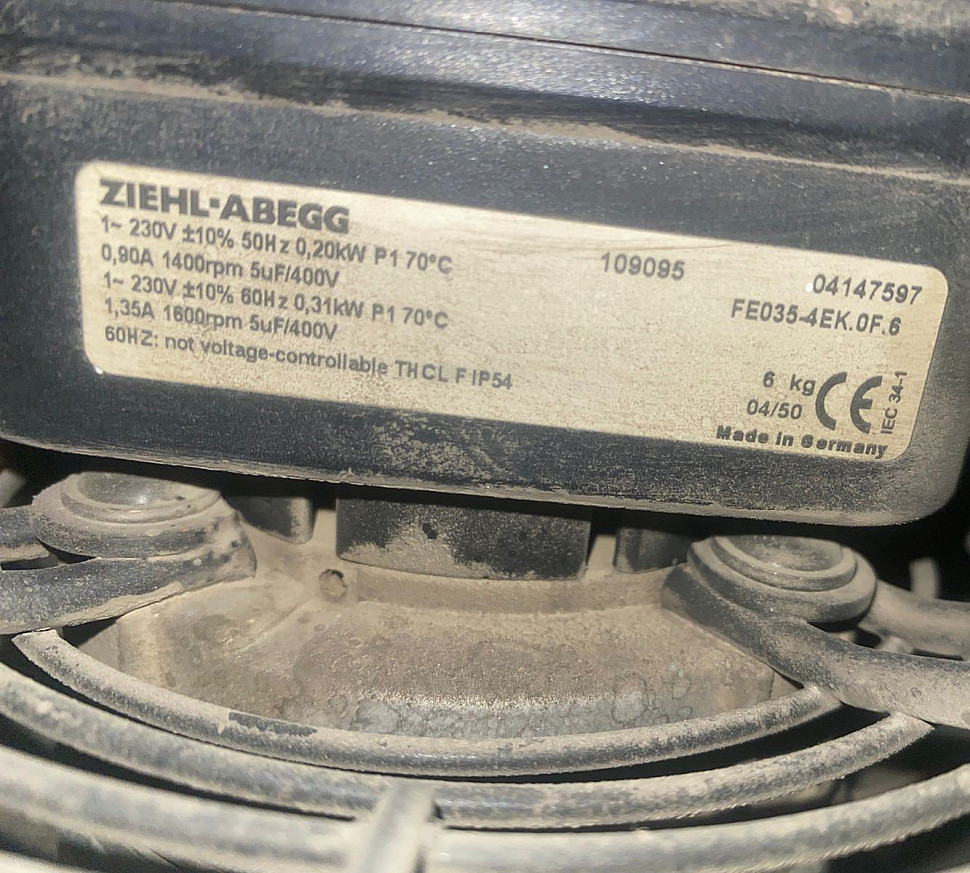 ZIEHL-ABEGG
1~ 230V ±10% 50Hz 0,20kW P1 70°C
0,90A 1400rpm 5uF/400V
1~ 230V ±10% 60Hz 0,31kW P1 70°C
1,35A 1600rpm 5uF/400V
60HZ: not voltage-controllable THCL F IP54
109095
04147597
FE035-4EK.0F.6
6 kg
04/50
CE
IEC 34-1
Made in Germany